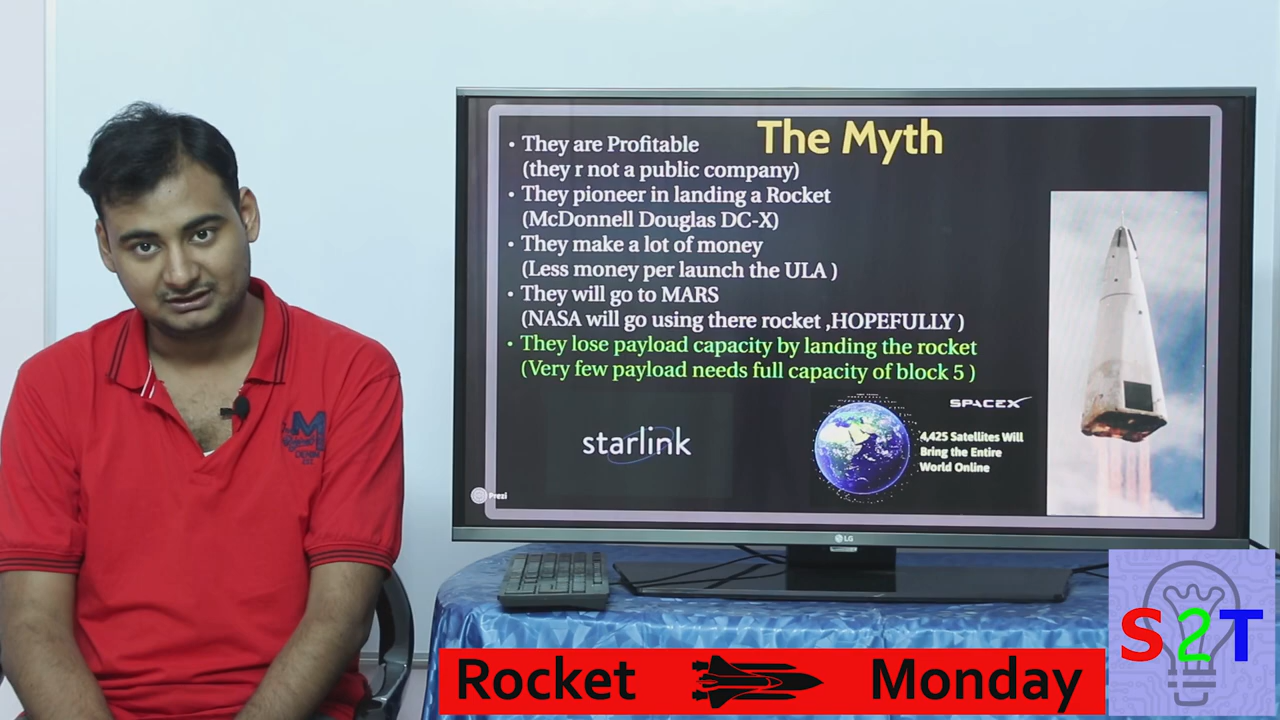 The Myth
• They are Profitable
(they r not a public company)
• They pioneer in landing a Rocket
(McDonnell Douglas DC-X)
• They make a lot of money
(Less money per launch the ULA )
• They will go to MARS
(NASA will go using there rocket ,HOPEFULLY )
• They lose payload capacity by landing the rocket
(Very few payload needs full capacity of block 5 )
starlink
SPACEX
4,425 Satellites Will
Bring the Entire
World Online
Prezi
LG
M
Rocket Monday
S2T